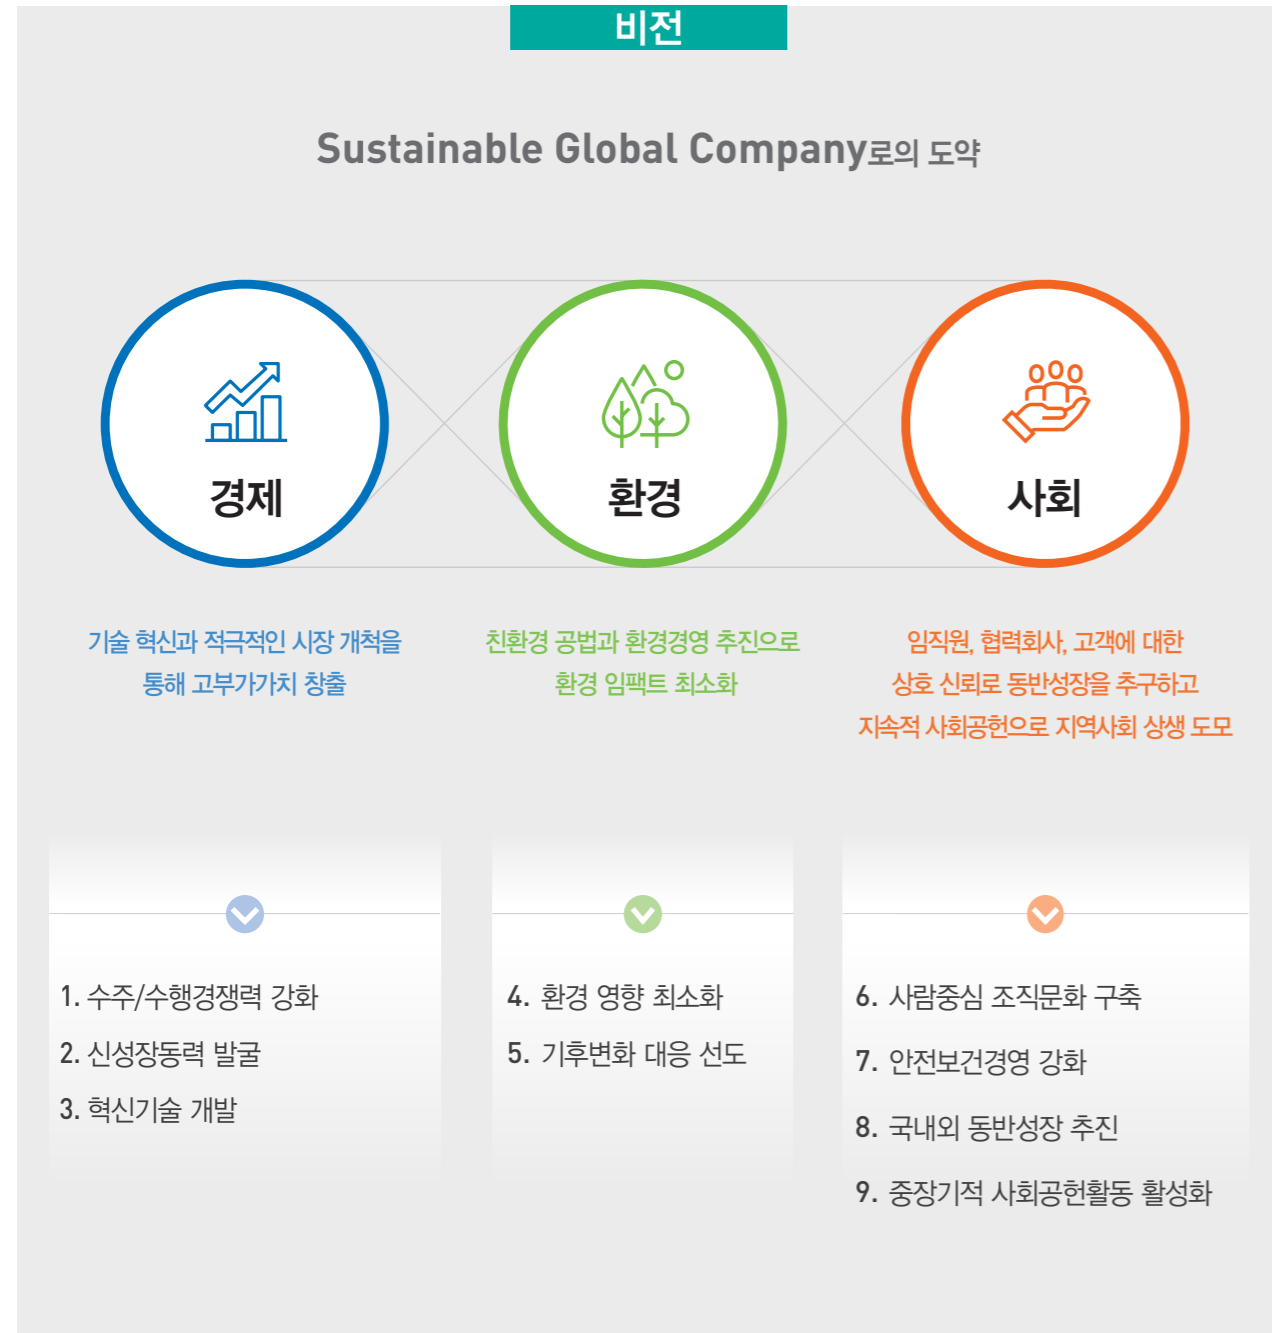 비전
Sustainable Global Company로의 도약
경제
환경
사회
기술 혁신과 적극적인 시장 개척을
통해 고부가가치 창출
친환경 공법과 환경경영 추진으로
환경 임팩트 최소화
임직원, 협력회사, 고객에 대한
상호 신뢰로 동반성장을 추구하고
지속적 사회공헌으로 지역사회 상생 도모
1. 수주/수행경쟁력 강화
2. 신성장동력 발굴
3. 혁신기술 개발
4. 환경 영향 최소화
5. 기후변화 대응 선도
6. 사람중심 조직문화 구축
7. 안전보건경영 강화
8. 국내외 동반성장 추진
9. 중장기적 사회공헌활동 활성화